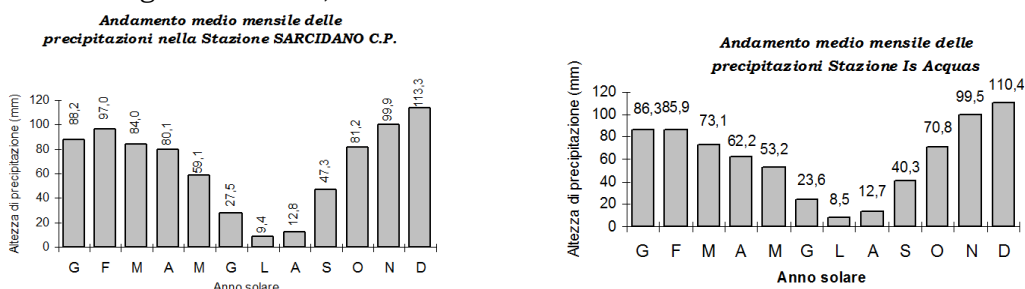 Andamento medio mensile delle
precipitazioni nella Stazione SARCIDANO C.P.
Altezza di precipitazione (mm)
120
100
80
60
40
20
0
88,2
97,0
84,0
80,1
59,1
27,5
9,4
12,8
47,3
81,2
99,9
113,3
G F M A M G L A S O N D
Anno solare
Andamento medio mensile delle
precipitazioni Stazione Is Acquas
Altezza di precipitazione (mm)
120
100
80
60
40
20
0
86,3 85,9 73,1 62,2 53,2 23,6 8,5 12,7 40,3 70,8 99,5 110,4
G F M A M G L A S O N D
Anno solare